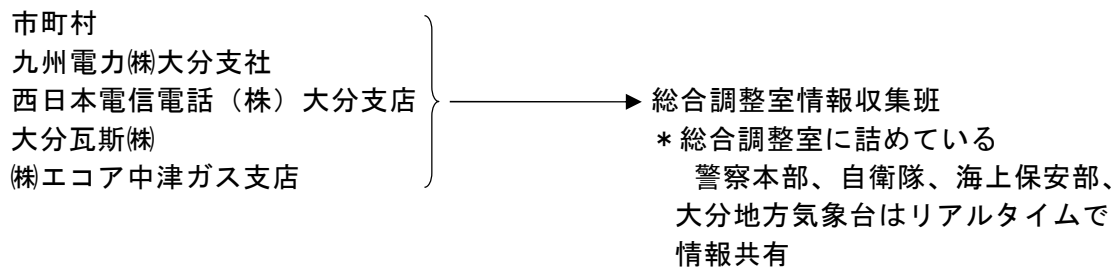 市町村
九州電力㈱大分支社
西日本電信電話（株）大分支店
大分瓦斯㈱
㈱エコア中津ガス支店
総合調整室情報収集班
＊総合調整室に詰めている
警察本部、自衛隊、海上保安部、
大分地方気象台はリアルタイムで
情報共有